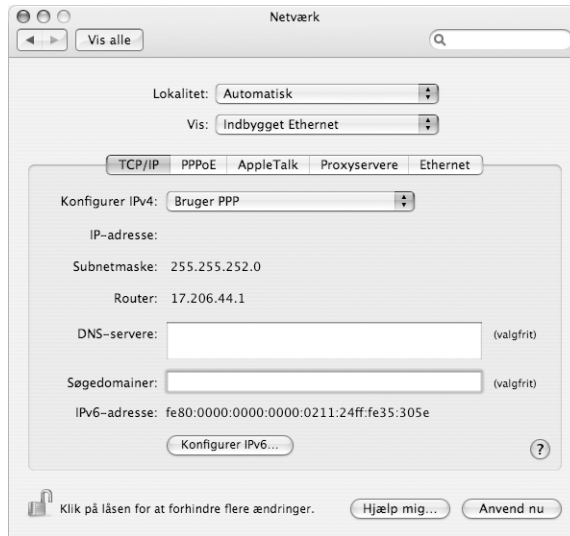 Netværk
Vis alle
Lokalitet: Automatisk
Vis: Indbygget Ethernet
TCP/IP PPPoE AppleTalk Proxyservere Ethernet
Konfigurer IPv4: Bruger PPP
IP-adresse:
Subnetmaske: 255.255.252.0
Router: 17.206.44.1
DNS-servere: (valgfrit)
Søgedomainer: (valgfrit)
IPv6-adresse: fe80:0000:0000:0000:0211:24ff:fe35:305e
Konfigurer IPv6... ?
Klik på låsen for at forhindre flere ændringer. Hjælp mig... Anvend nu